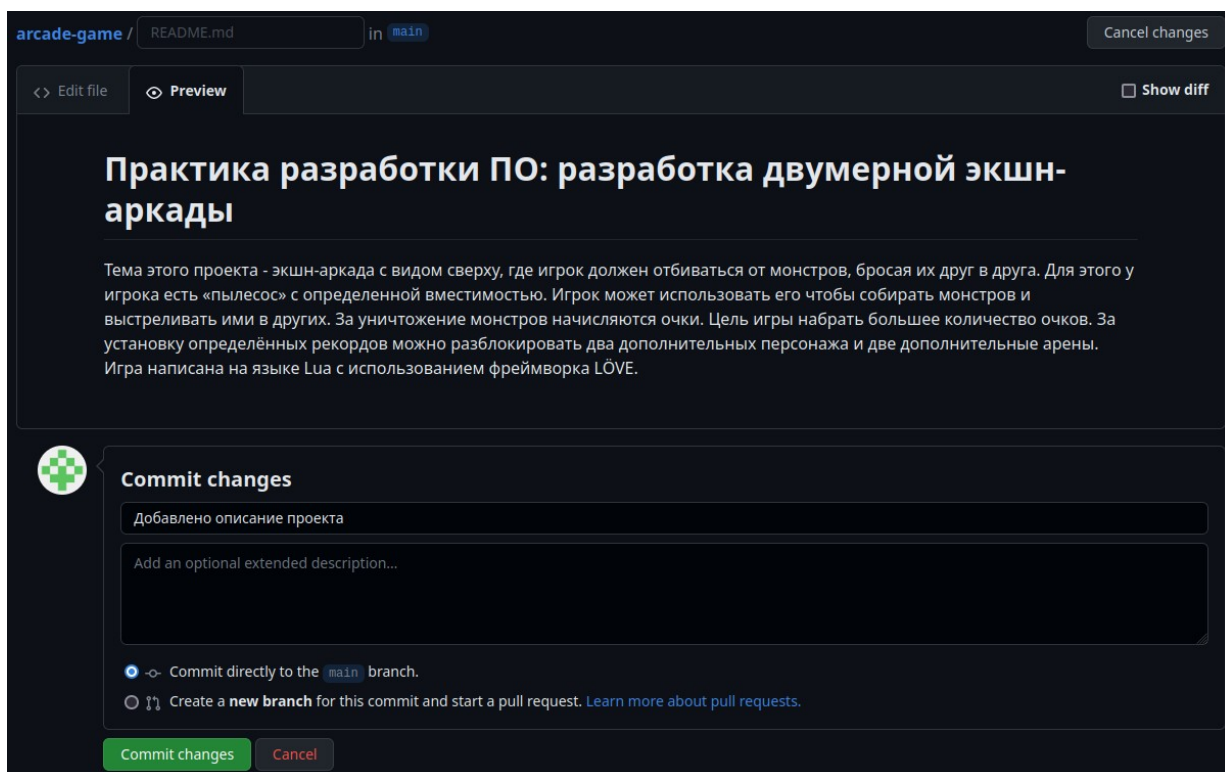 arcade-game / README.md in main Cancel changes
<> Edit file Preview Show diff
Практика разработки ПО: разработка двумерной экшн-
аркады
Тема этого проекта - экшн-аркада с видом сверху, где игрок должен отбиваться от монстров, бросая их друг в друга. Для этого у
игрока есть «пылесос» с определенной вместимостью. Игрок может использовать его чтобы собирать монстров и
выстреливать ими в других. За уничтожение монстров начисляются очки. Цель игры набрать большее количество очков. За
установку определённых рекордов можно разблокировать два дополнительных персонажа и две дополнительные арены.
Игра написана на языке Lua с использованием фреймворка LÖVE.
Commit changes
Добавлено описание проекта
Add an optional extended description...
Commit directly to the main branch.
Create a new branch for this commit and start a pull request. Learn more about pull requests.
Commit changes Cancel